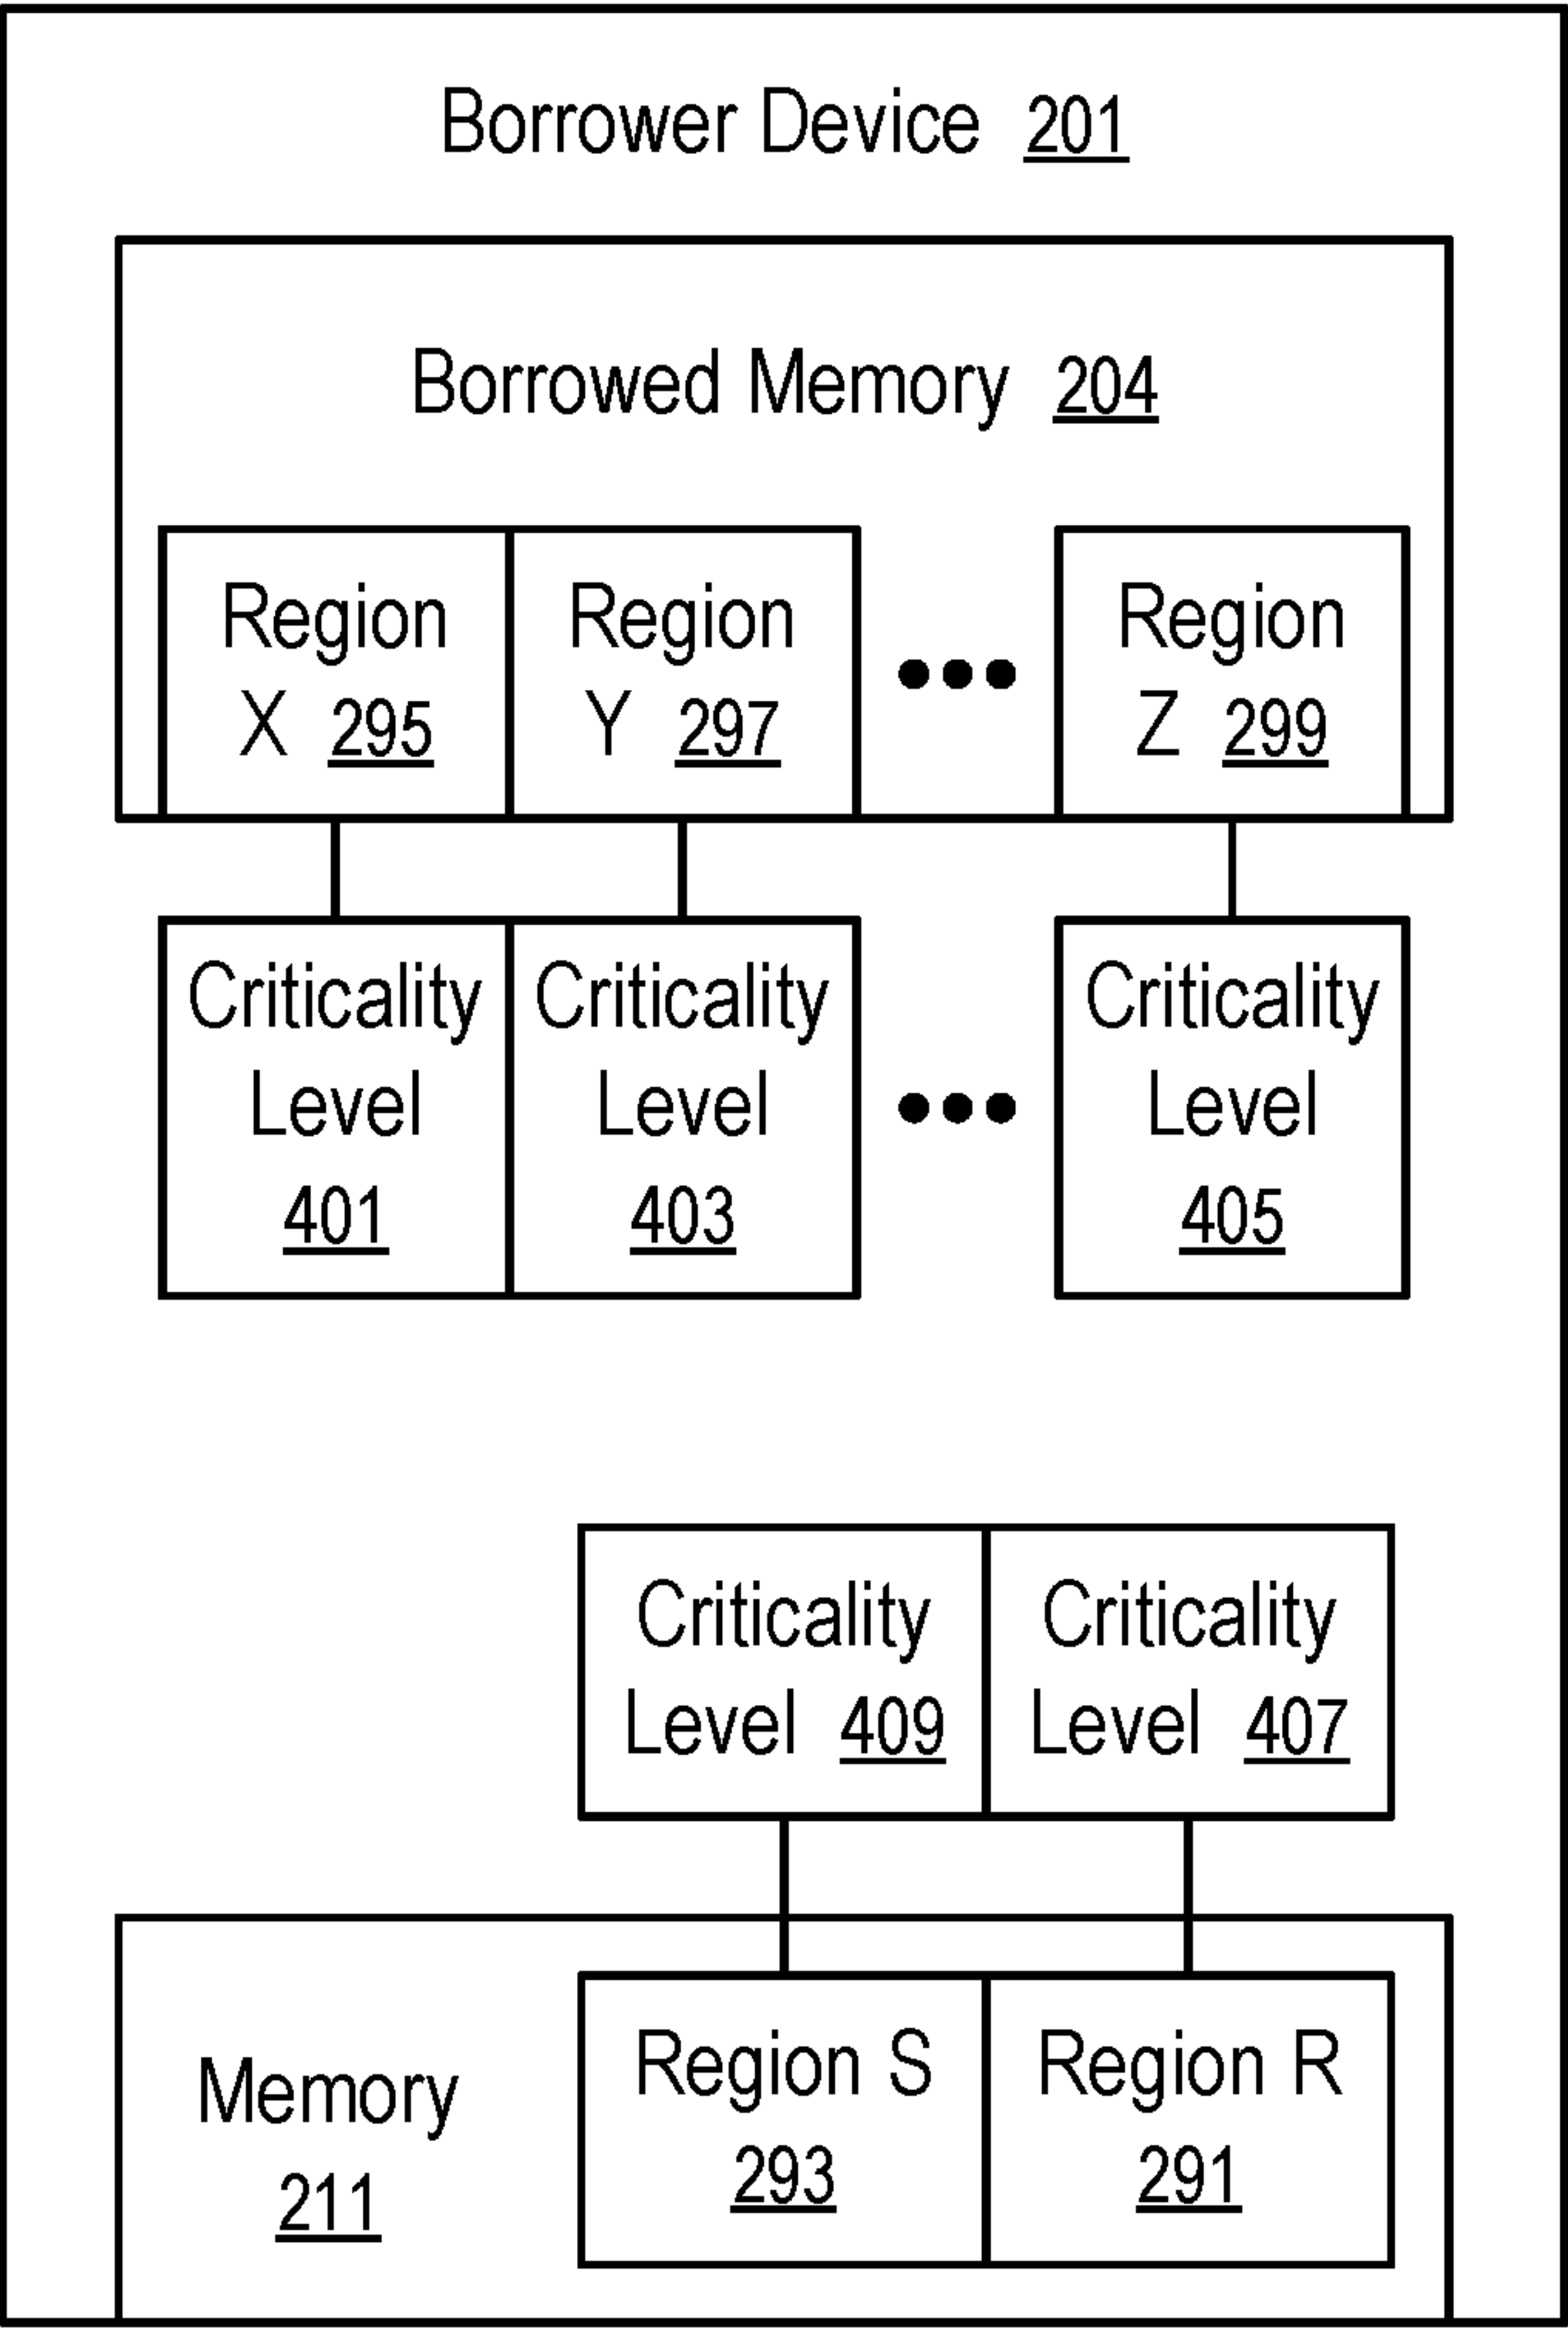 Borrower Device 201
Borrowed Memory 204
Region
X 295
Region
Y 297
Region
Z 299
Criticality
Level
401
Criticality
Level
403
Criticality
Level
405
Criticality
Level 409
Criticality
Level 407
Memory
211
Region S
293
Region R
291